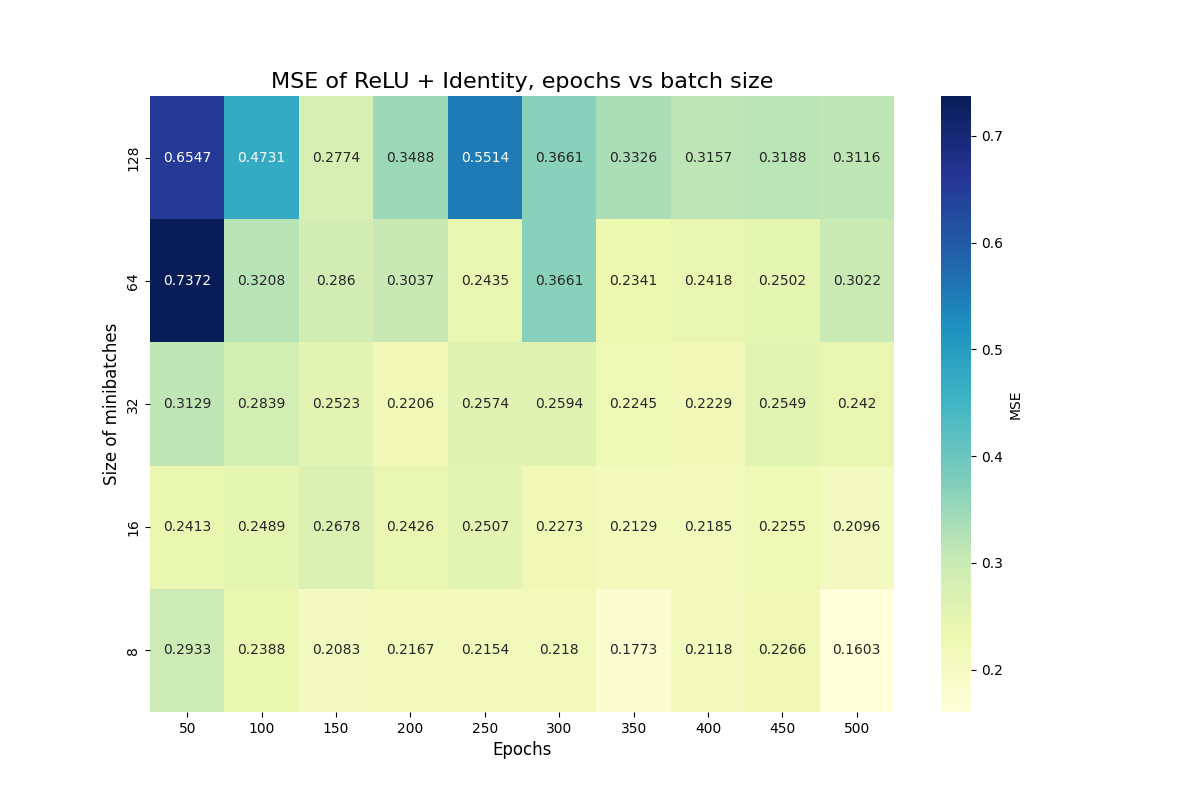 MSE of ReLU + Identity, epochs vs batch size
128 0.6547 0.4731 0.2774 0.3488 0.5514 0.3661 0.3326 0.3157 0.3188 0.3116
64 0.7372 0.3208 0.286 0.3037 0.2435 0.3661 0.2341 0.2418 0.2502 0.3022
32 0.3129 0.2839 0.2523 0.2206 0.2574 0.2594 0.2245 0.2229 0.2549 0.242
16 0.2413 0.2489 0.2678 0.2426 0.2507 0.2273 0.2129 0.2185 0.2255 0.2096
8 0.2933 0.2388 0.2083 0.2167 0.2154 0.218 0.1773 0.2118 0.2266 0.1603
50 100 150 200 250 300 350 400 450 500
Epochs
Size of minibatches
0.7
0.6
0.5
0.4
0.3
0.2
MSE